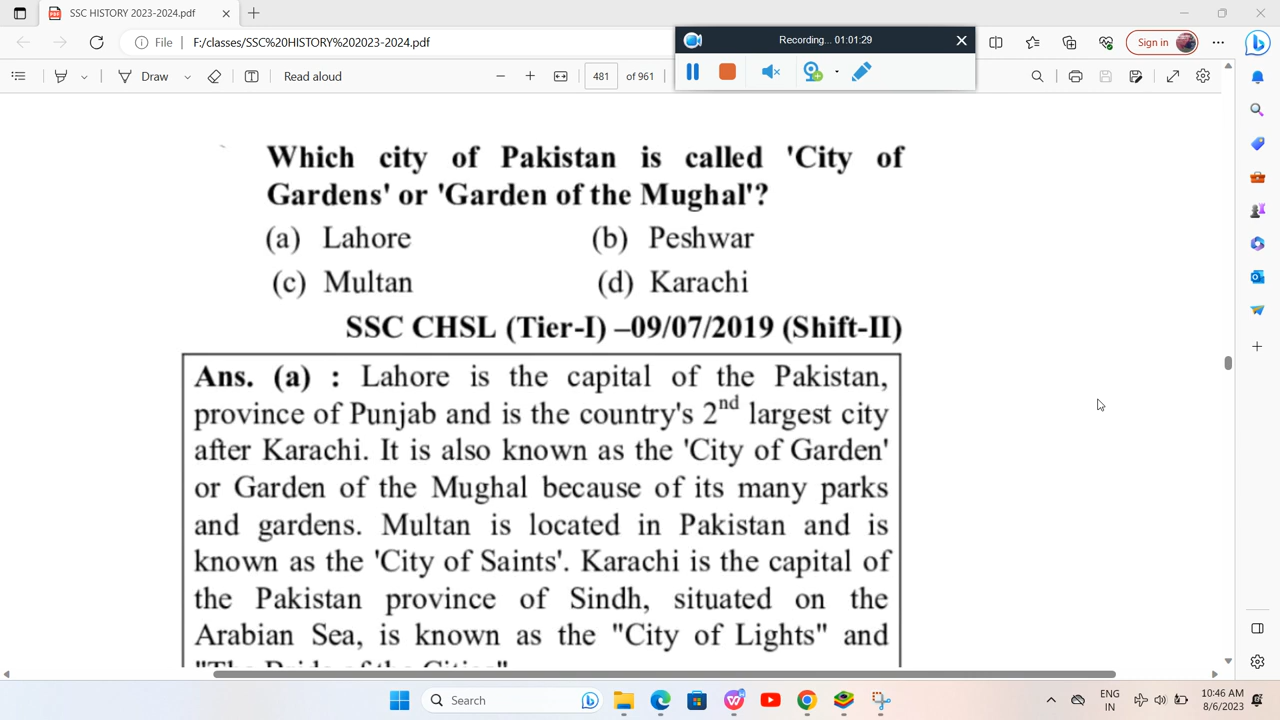 SSC HISTORY 2023-2024.pdf
File F:/classes/SSC%20HISTORY%202023-2024.pdf
Recording... 01:01:29
Sign in
Draw
Read aloud
481 of 961
Which city of Pakistan is called 'City of
Gardens' or 'Garden of the Mughal'?
(a) Lahore (b) Peshwar
(c) Multan (d) Karachi
SSC CHSL (Tier-I) –09/07/2019 (Shift-II)
Ans. (a) : Lahore is the capital of the Pakistan,
province of Punjab and is the country's 2nd largest city
after Karachi. It is also known as the 'City of Garden'
or Garden of the Mughal because of its many parks
and gardens. Multan is located in Pakistan and is
known as the 'City of Saints'. Karachi is the capital of
the Pakistan province of Sindh, situated on the
Arabian Sea, is known as the "City of Lights" and
"The Pride of the Cities"
Search
ENG
IN
10:46 AM
8/6/2023